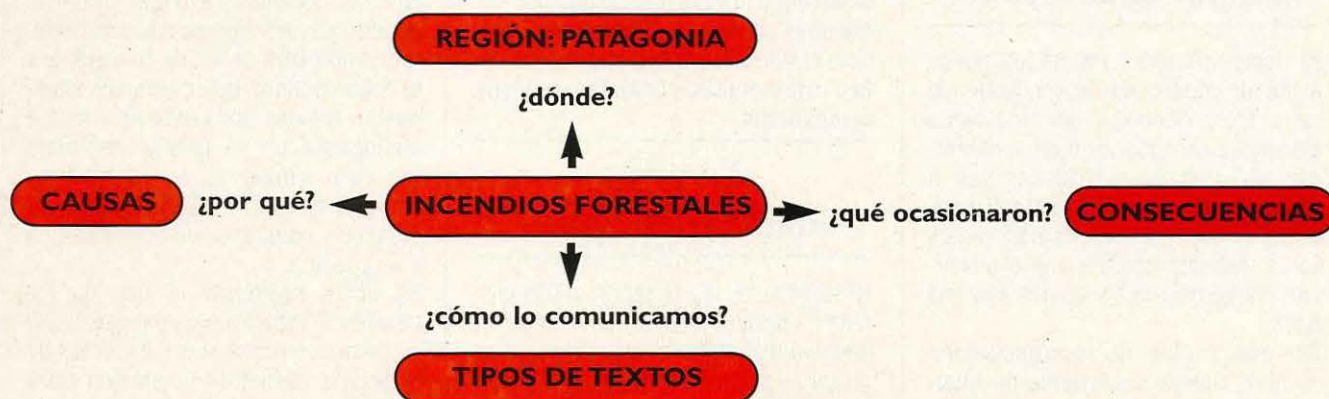 REGIÓN: PATAGONIA
¿dónde?
CAUSAS ¿por qué? INCENDIOS FORESTALES ¿qué ocasionaron? CONSECUENCIAS
¿cómo lo comunicamos?
TIPOS DE TEXTOS